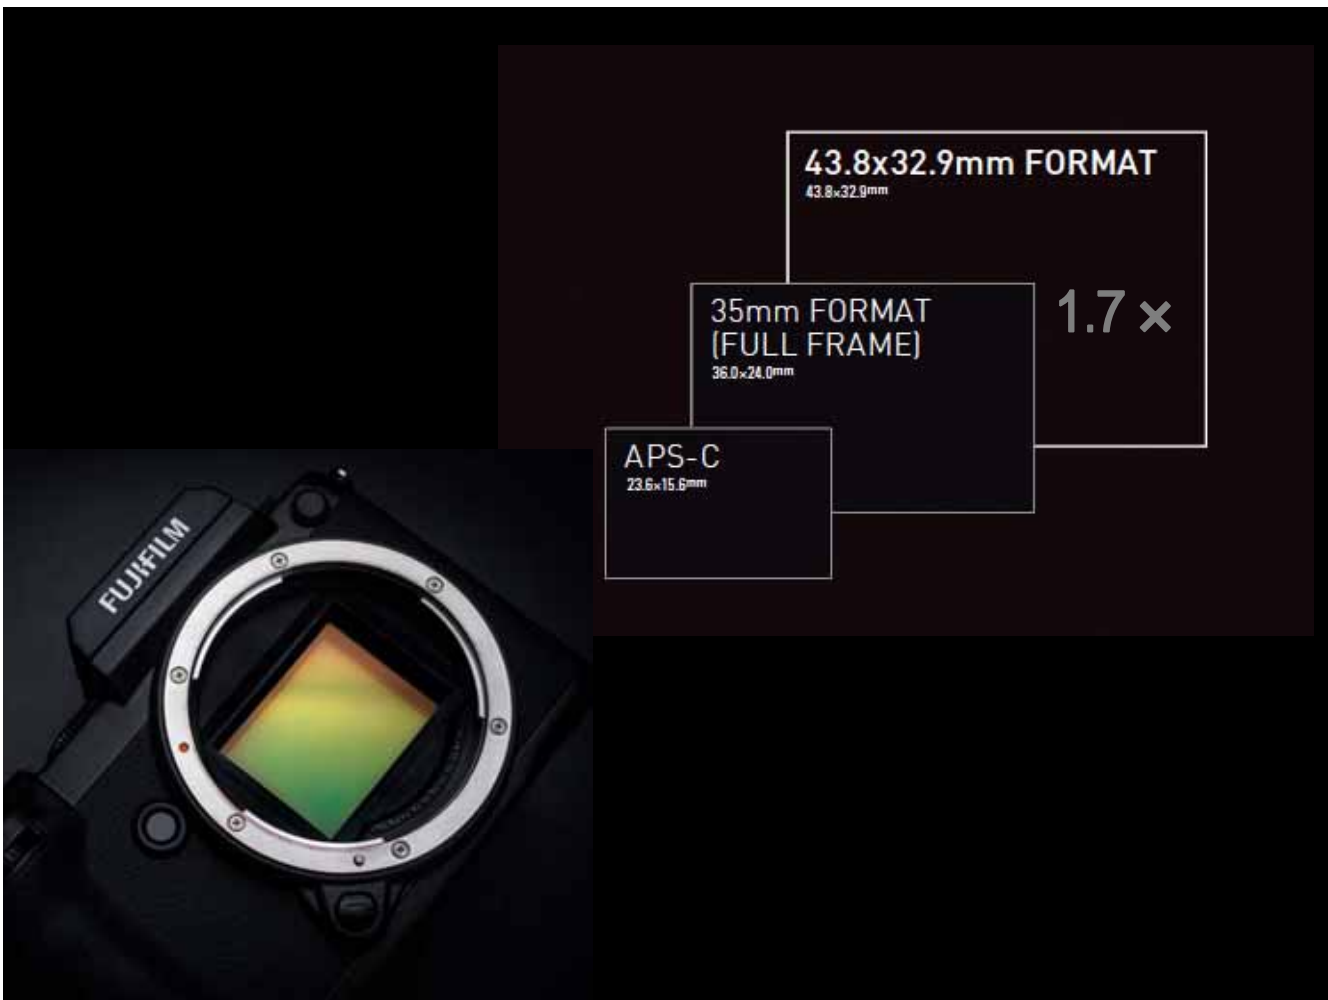 43.8x32.9mm FORMAT
43.8×32.9mm
1.7 ×
35mm FORMAT
(FULL FRAME)
36.0×24.0mm
APS-C
23.6×15.6mm
FUJIFILM